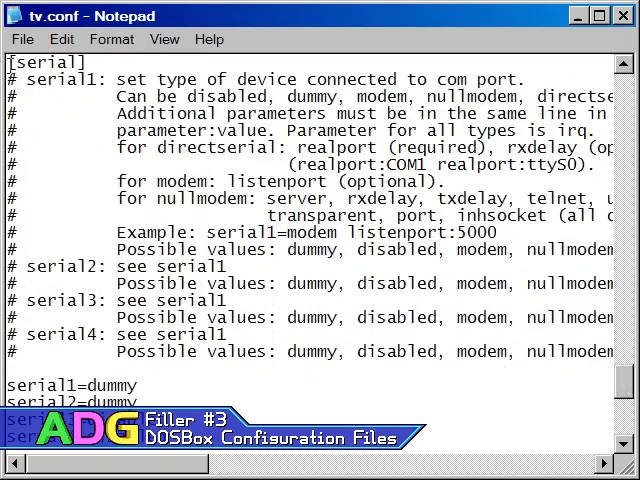 tv.conf - Notepad
File Edit Format View Help
[serial]
# serial1: set type of device connected to com port.
# Can be disabled, dummy, modem, nullmodem, directse
# Additional parameters must be in the same line in
# parameter:value. Parameter for all types is irq.
# for directserial: realport (required), rxdelay (op
# (realport:COM1 realport:ttyS0).
# for modem: listenport (optional).
# for nullmodem: server, rxdelay, txdelay, telnet, u
# transparent, port, inhsocket (all o
# Example: serial1=modem listenport:5000
# Possible values: dummy, disabled, modem, nullmodem
# serial2: see serial1
# Possible values: dummy, disabled, modem, nullmodem
# serial3: see serial1
# Possible values: dummy, disabled, modem, nullmodem
# serial4: see serial1
# Possible values: dummy, disabled, modem, nullmodem
serial1=dummy
serial2=dummy
ADG
Filler #3
DOSBox Configuration Files